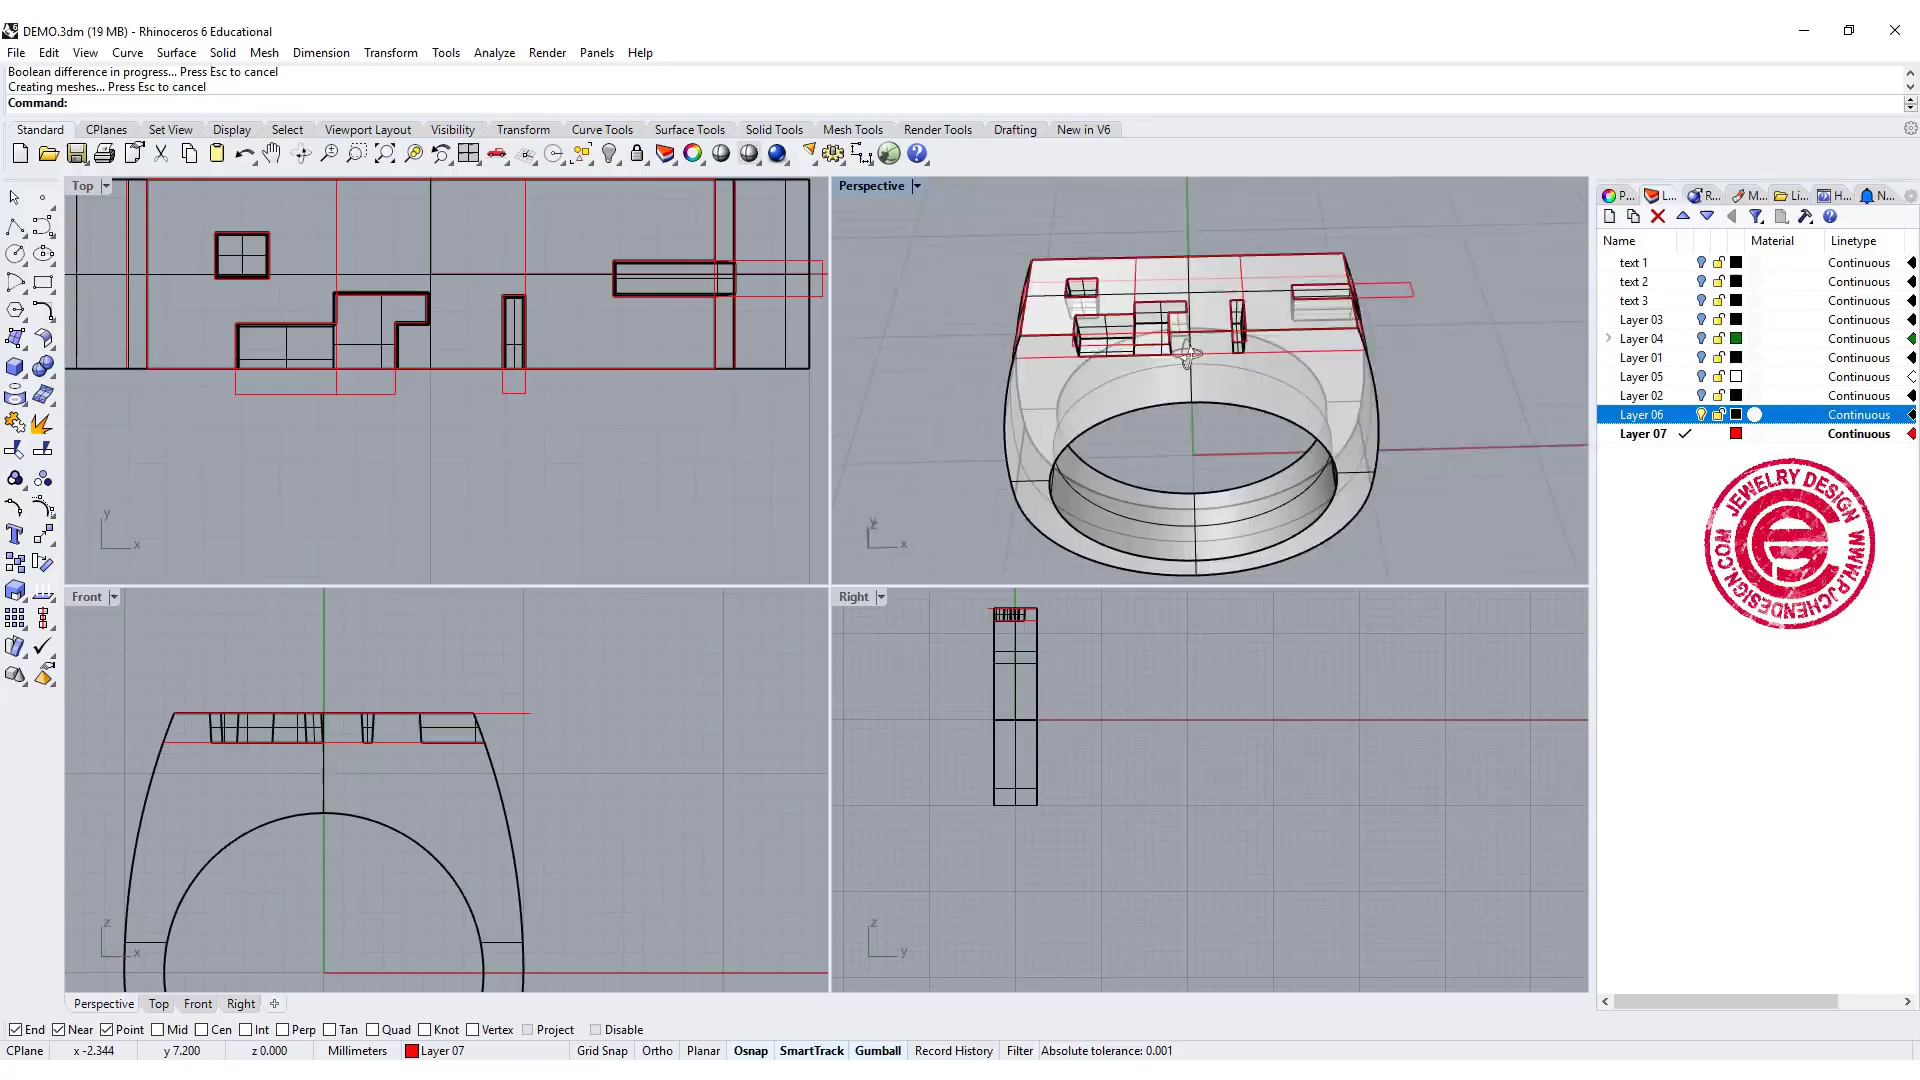 DEMO.3dm (19 MB) - Rhinoceros 6 Educational
File Edit View Curve Surface Solid Mesh Dimension Transform Tools Analyze Render Panels Help
Boolean difference in progress... Press Esc to cancel
Creating meshes... Press Esc to cancel
Command:
Standard CPlanes Set View Display Select Viewport Layout Visibility Transform Curve Tools Surface Tools Solid Tools Mesh Tools Render Tools Drafting New in V6
Top
Perspective
P... L... R... M... Li... H... N...
Name Material Linetype
text 1 Continuous
text 2 Continuous
text 3 Continuous
Layer 03 Continuous
Layer 04 Continuous
Layer 01 Continuous
Layer 05 Continuous
Layer 02 Continuous
Layer 06 Continuous
Layer 07 Continuous
JEWELRY DESIGN WWW.PJCHENDESIGN.COM
y
x
z
x
Front
Right
z
x
z
y
Perspective Top Front Right
End Near Point Mid Cen Int Perp Tan Quad Knot Vertex Project Disable
CPlane x -2.344 y 7.200 z 0.000 Millimeters Layer 07 Grid Snap Ortho Planar Osnap SmartTrack Gumball Record History Filter Absolute tolerance: 0.001